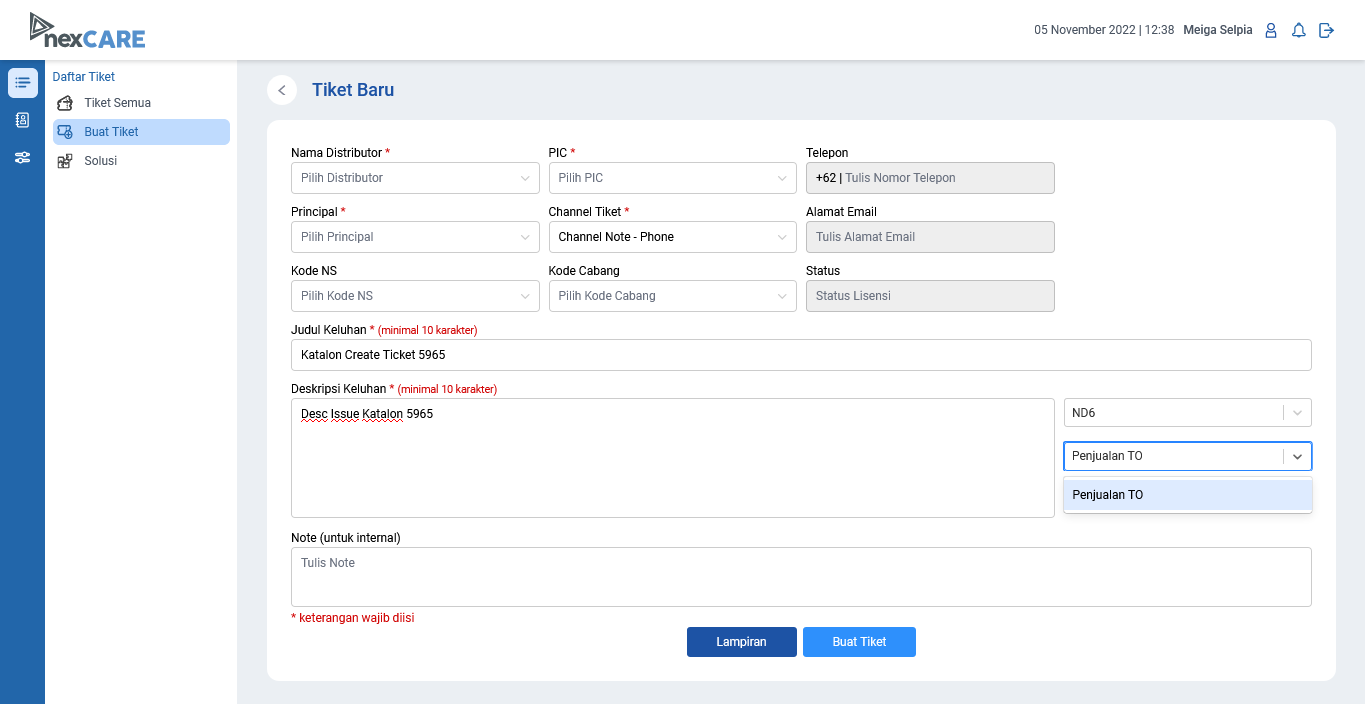 nexCARE
05 November 2022 | 12:38 Meiga Selpia
Daftar Tiket
Tiket Semua
Buat Tiket
Solusi
Tiket Baru
Nama Distributor * PIC * Telepon
Pilih Distributor Pilih PIC +62 | Tulis Nomor Telepon
Principal * Channel Tiket * Alamat Email
Pilih Principal Channel Note - Phone Tulis Alamat Email
Kode NS Kode Cabang Status
Pilih Kode NS Pilih Kode Cabang Status Lisensi
Judul Keluhan * (minimal 10 karakter)
Katalon Create Ticket 5965
Deskripsi Keluhan * (minimal 10 karakter)
Desc Issue Katalon 5965 ND6
Penjualan TO
Penjualan TO
Note (untuk internal)
Tulis Note
* keterangan wajib diisi
Lampiran Buat Tiket